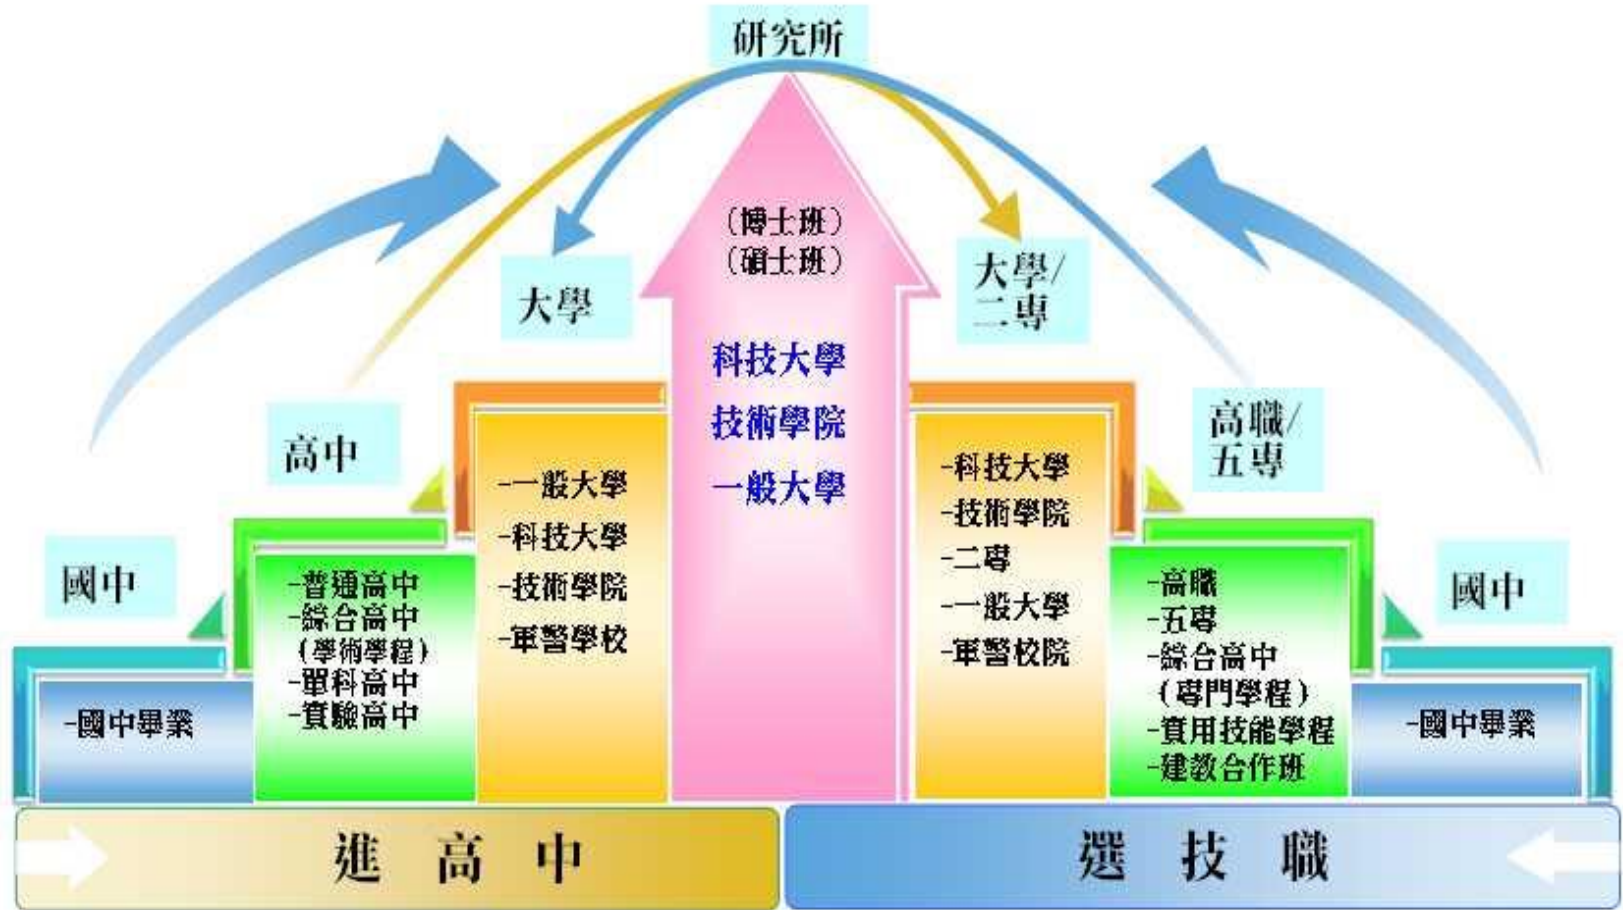 研究所
(博士班)
(碩士班)
科技大學
技術學院
一般大學
大學
高中
國中
-一般大學
-科技大學
-技術學院
-軍警學校
-普通高中
-綜合高中
(學術學程)
-單科高中
-實驗高中
-國中畢業
大學/
二專
高職/
五專
國中
-科技大學
-技術學院
-二專
-一般大學
-軍警校院
-高職
-五專
-綜合高中
(專門學程)
-實用技能學程
-建教合作班
-國中畢業
進高中
選技職